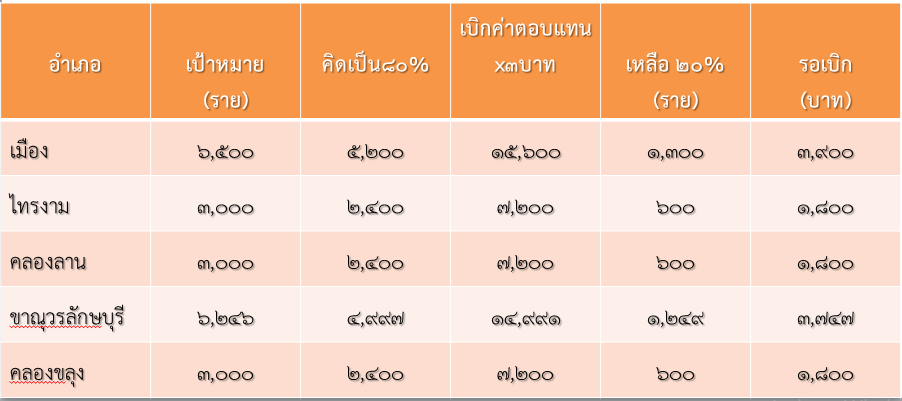 อำเภอ เป้าหมาย (ราย) คิดเป็น๘๐% เบิกค่าตอบแทน x๓บาท เหลือ ๒๐% (ราย) รอเบิก (บาท)
เมือง ๖,๕๐๐ ๕,๒๐๐ ๑๕,๖๐๐ ๑,๓๐๐ ๓,๙๐๐
ไทรงาม ๓,๐๐๐ ๒,๔๐๐ ๗,๒๐๐ ๖๐๐ ๑,๘๐๐
คลองลาน ๓,๐๐๐ ๒,๔๐๐ ๗,๒๐๐ ๖๐๐ ๑,๘๐๐
ขาณุวรลักษบุรี ๖,๒๔๖ ๔,๙๙๗ ๑๔,๙๙๑ ๑,๒๔๙ ๓,๗๔๗
คลองขลุง ๓,๐๐๐ ๒,๔๐๐ ๗,๒๐๐ ๖๐๐ ๑,๘๐๐